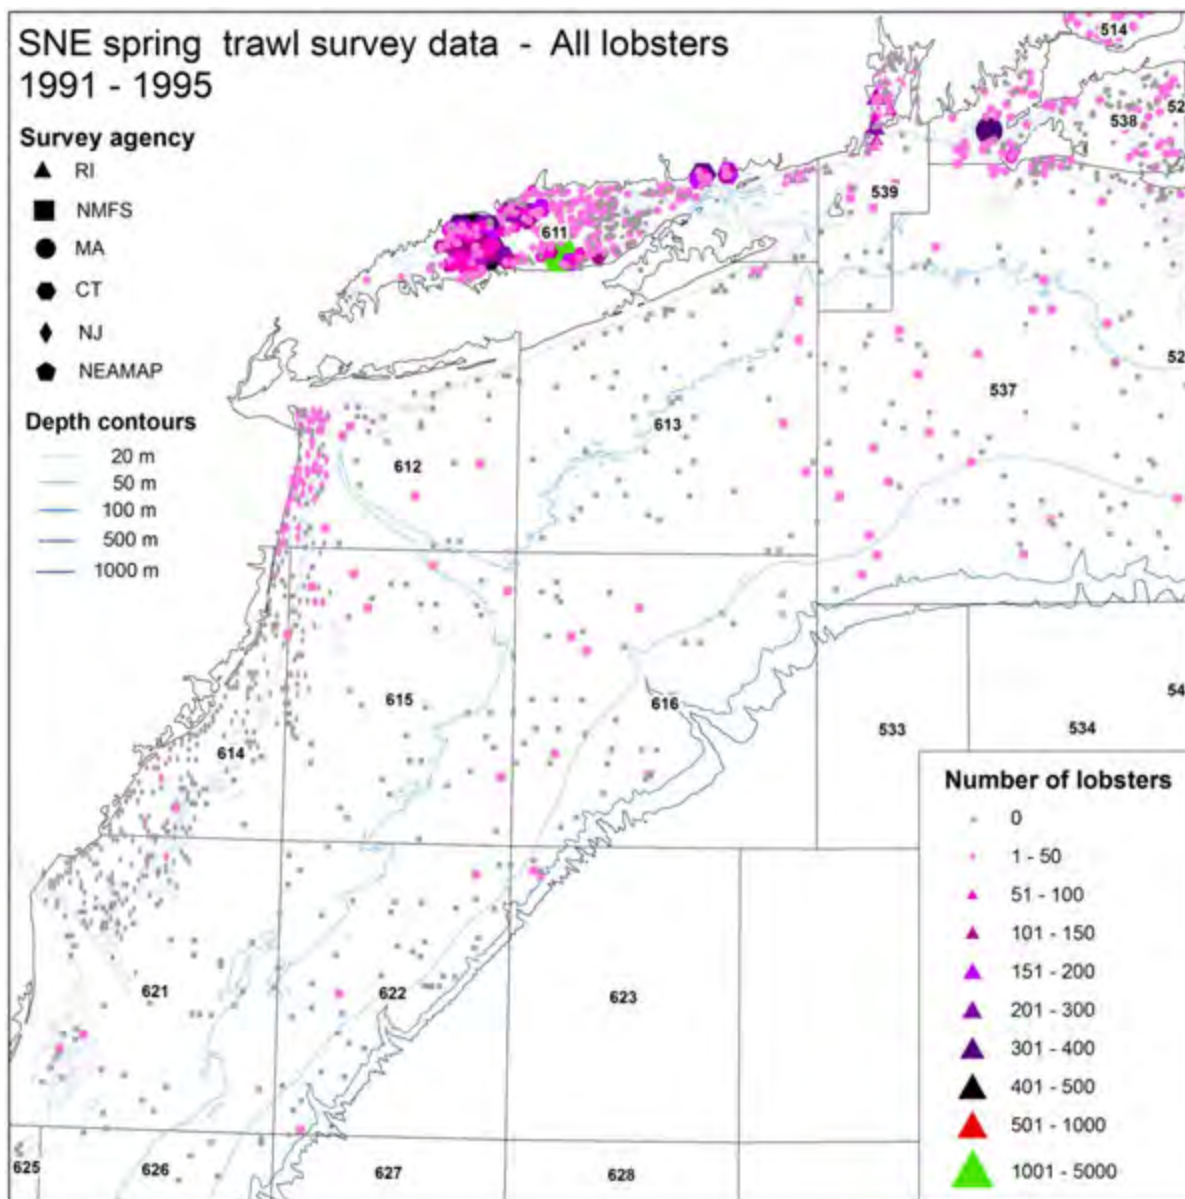 SNE spring trawl survey data - All lobsters
1991 - 1995
Survey agency
RI
NMFS
MA
CT
NJ
NEAMAP
Depth contours
20 m
50 m
100 m
500 m
1000 m
514
538
539
611
537
613
612
615
616
614
533
534
621
622
623
625
626
627
628
Number of lobsters
0
1 - 50
51 - 100
101 - 150
151 - 200
201 - 300
301 - 400
401 - 500
501 - 1000
1001 - 5000